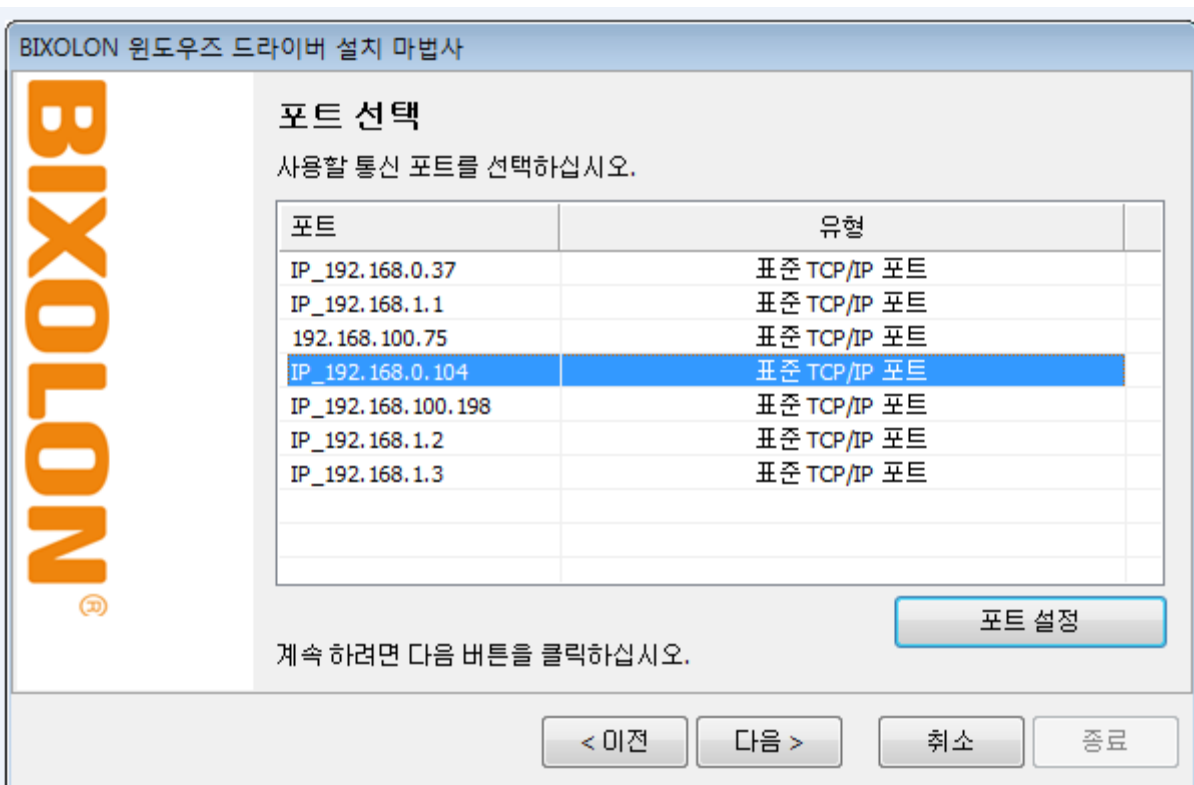 BIXOLON 윈도우즈 드라이버 설치 마법사
BIXOLON®
포트 선택
사용할 통신 포트를 선택하십시오.
포트 유형
IP_192.168.0.37 표준 TCP/IP 포트
IP_192.168.1.1 표준 TCP/IP 포트
192.168.100.75 표준 TCP/IP 포트
IP_192.168.0.104 표준 TCP/IP 포트
IP_192.168.100.198 표준 TCP/IP 포트
IP_192.168.1.2 표준 TCP/IP 포트
IP_192.168.1.3 표준 TCP/IP 포트
포트 설정
계속 하려면 다음 버튼을 클릭하십시오.
< 이전 다음 > 취소 종료